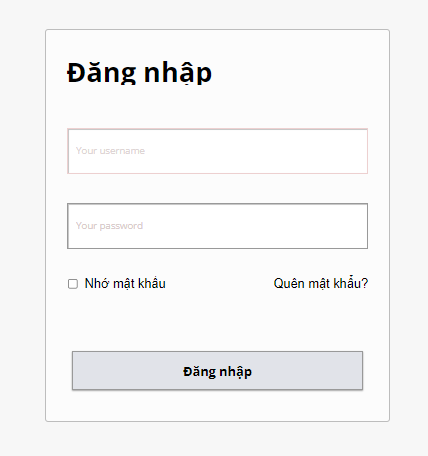 Đăng nhập
Your username
Your password
Nhớ mật khẩu Quên mật khẩu?
Đăng nhập